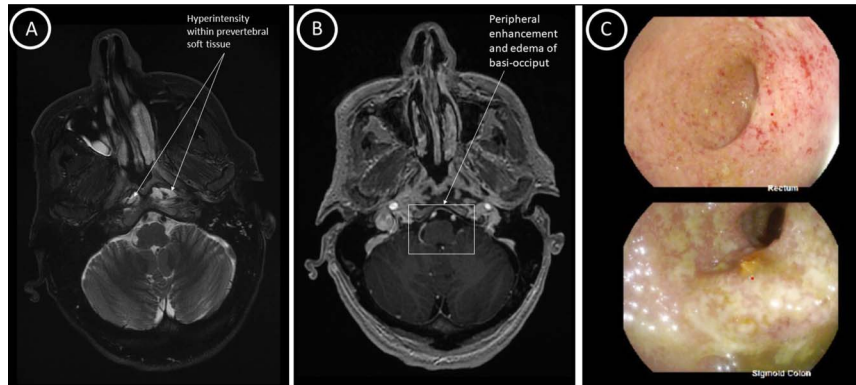 A
Hyperintensity
within prevertebral
soft tissue
B
Peripheral
enhancement
and edema of
basi-occiput
C
Rectum
Sigmoid Colon